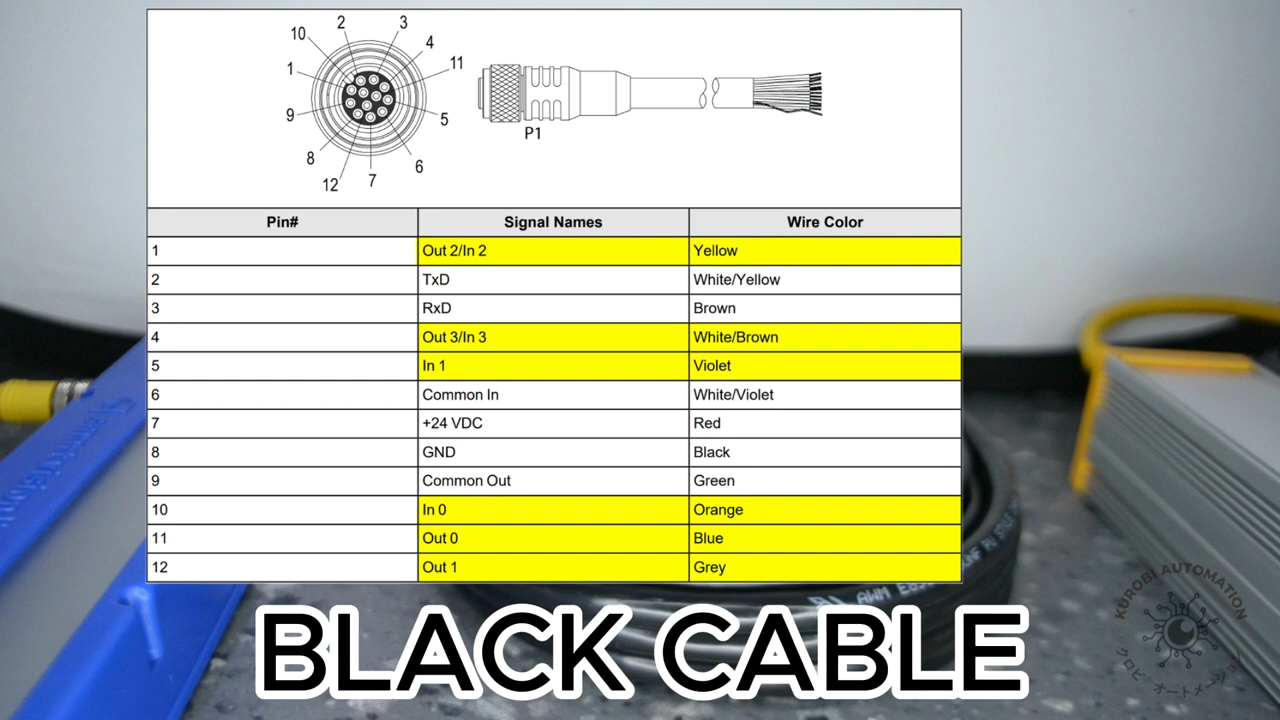 2 3
10 4
1 11
9 5
8 6
12 7
P1
Pin# Signal Names Wire Color
1 Out 2/In 2 Yellow
2 TxD White/Yellow
3 RxD Brown
4 Out 3/In 3 White/Brown
5 In 1 Violet
6 Common In White/Violet
7 +24 VDC Red
8 GND Black
9 Common Out Green
10 In 0 Orange
11 Out 0 Blue
12 Out 1 Grey
AWM
KUROBI AUTOMATION
クロビ オートメーション
BLACK CABLE